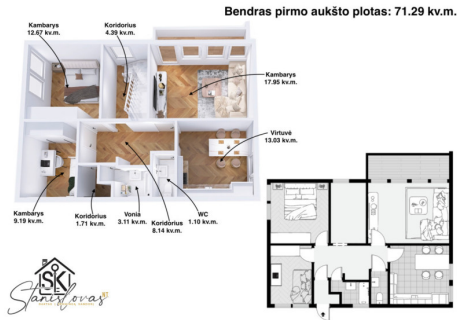 Bendras pirmo aukšto plotas: 71.29 kv.m.
Kambarys
12.67 kv.m.
Koridorius
4.39 kv.m.
Kambarys
17.95 kv.m.
Virtuvė
13.03 kv.m.
Kambarys
9.19 kv.m.
Koridorius
1.71 kv.m.
Vonia
3.11 kv.m.
Koridorius
8.14 kv.m.
WC
1.10 kv.m.
SK
Stanislovas